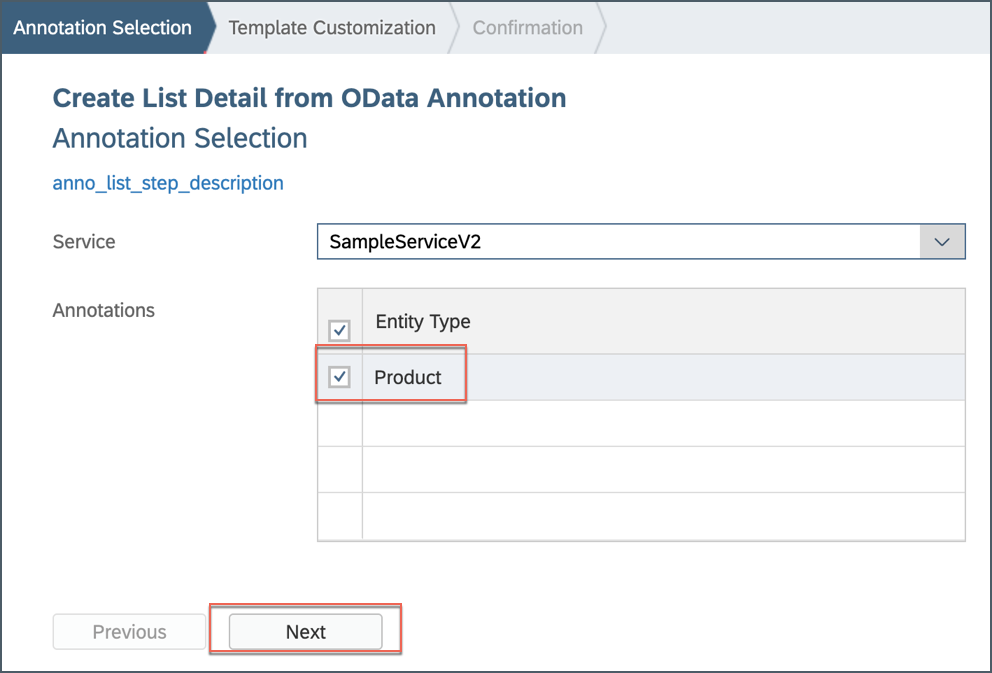 Annotation Selection Template Customization Confirmation
Create List Detail from OData Annotation
Annotation Selection
anno_list_step_description
Service SampleServiceV2
Annotations
Entity Type
Product
Previous Next